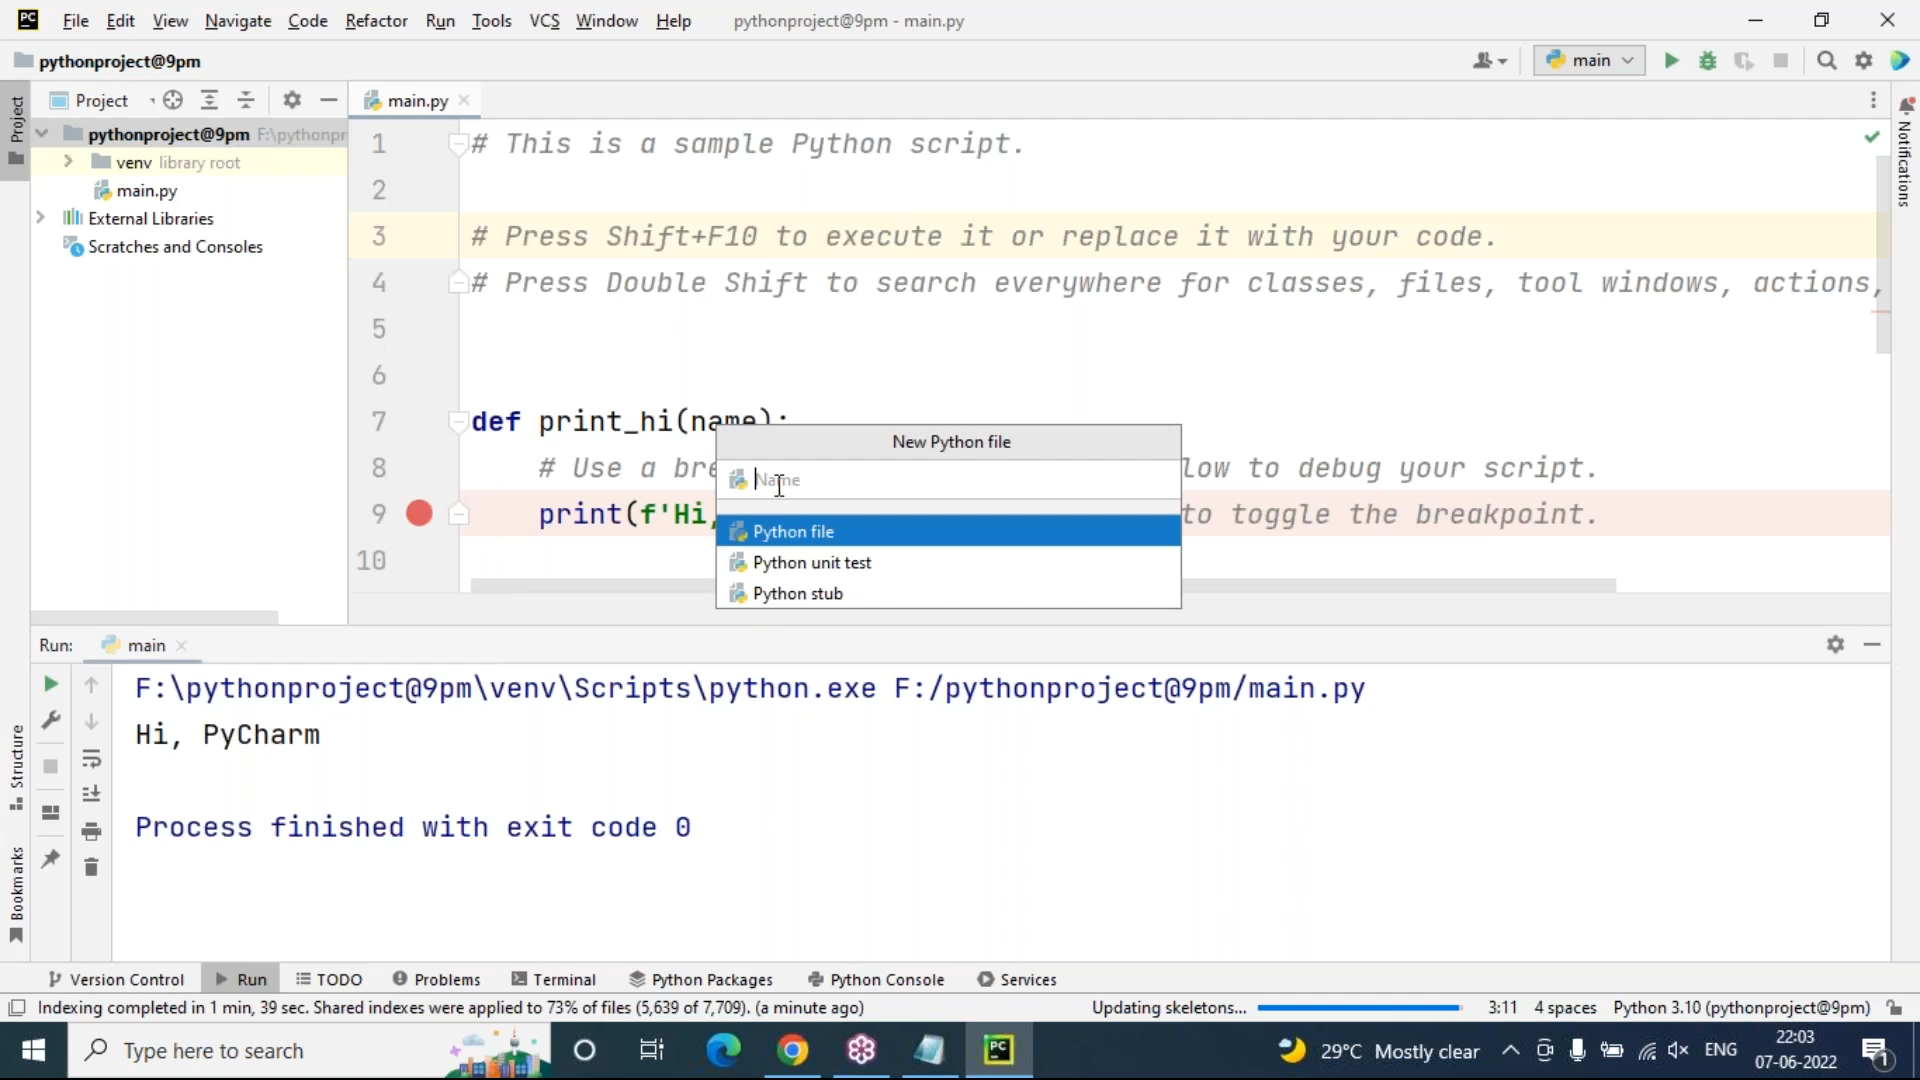 PC File Edit View Navigate Code Refactor Run Tools VCS Window Help pythonproject@9pm - main.py
pythonproject@9pm main
Project main.py
Project
pythonproject@9pm F:\pythonpr
venv library root
main.py
External Libraries
Scratches and Consoles
Structure
Bookmarks
Notifications
1 # This is a sample Python script.
2
3 # Press Shift+F10 to execute it or replace it with your code.
4 # Press Double Shift to search everywhere for classes, files, tool windows, actions,
5
6
7 def print_hi(name):
8 # Use a bre low to debug your script.
9 print(f'Hi, to toggle the breakpoint.
10
New Python file
Name
Python file
Python unit test
Python stub
Run: main
F:\pythonproject@9pm\venv\Scripts\python.exe F:/pythonproject@9pm/main.py
Hi, PyCharm
Process finished with exit code 0
Version Control Run TODO Problems Terminal Python Packages Python Console Services
Indexing completed in 1 min, 39 sec. Shared indexes were applied to 73% of files (5,639 of 7,709). (a minute ago) Updating skeletons... 3:11 4 spaces Python 3.10 (pythonproject@9pm)
Type here to search PC 29°C Mostly clear ENG 22:03
07-06-2022 1